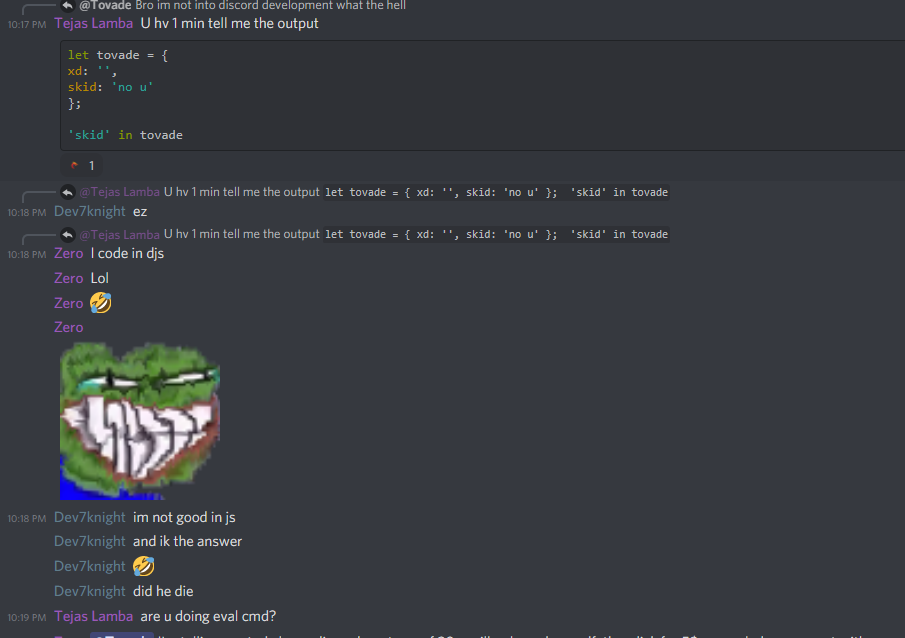 @Tovade Bro im not into discord development what the hell
10:17 PM Tejas Lamba U hv 1 min tell me the output
let tovade = {
xd: '',
skid: 'no u'
};
'skid' in tovade
1
@Tejas Lamba U hv 1 min tell me the output let tovade = { xd: '', skid: 'no u' };  'skid' in tovade
10:18 PM Dev7knight ez
@Tejas Lamba U hv 1 min tell me the output let tovade = { xd: '', skid: 'no u' };  'skid' in tovade
10:18 PM Zero I code in djs
Zero Lol
Zero 🤣
Zero
10:18 PM Dev7knight im not good in js
Dev7knight and ik the answer
Dev7knight 🤣
Dev7knight did he die
10:19 PM Tejas Lamba are u doing eval cmd?